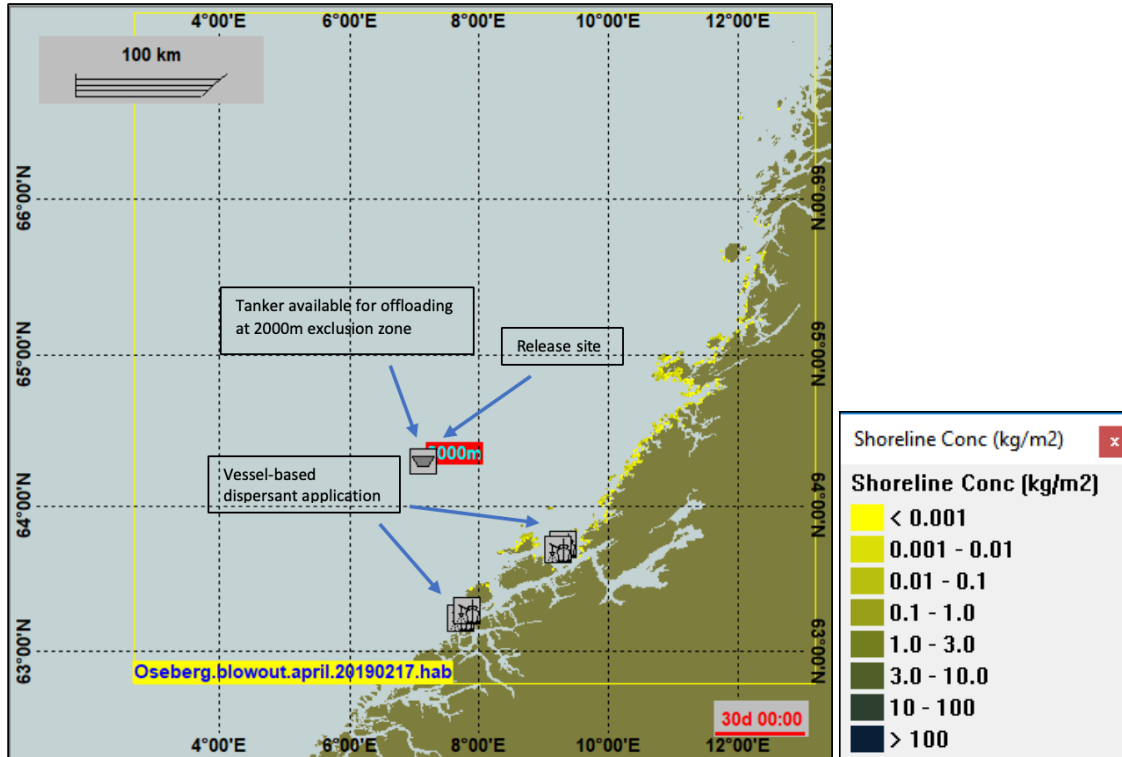 4°00'E 6°00'E 8°00'E 10°00'E 12°00'E
100 km
66°00'N 66°00'N
Tanker available for offloading
at 2000m exclusion zone
Release site
65°00'N 65°00'N
000m
Vessel-based
dispersant application
64°00'N 64°00'N
63°00'N 63°00'N
Oseberg.blowout.april.20190217.hab
30d 00:00
4°00'E 6°00'E 8°00'E 10°00'E 12°00'E
Shoreline Conc (kg/m2) x
Shoreline Conc (kg/m2)
< 0.001
0.001 - 0.01
0.01 - 0.1
0.1 - 1.0
1.0 - 3.0
3.0 - 10.0
10 - 100
> 100